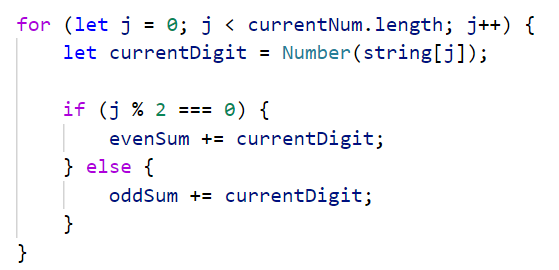 for (let j = 0; j < currentNum.length; j++) {
    let currentDigit = Number(string[j]);

    if (j % 2 === 0) {
        evenSum += currentDigit;
    } else {
        oddSum += currentDigit;
    }
}